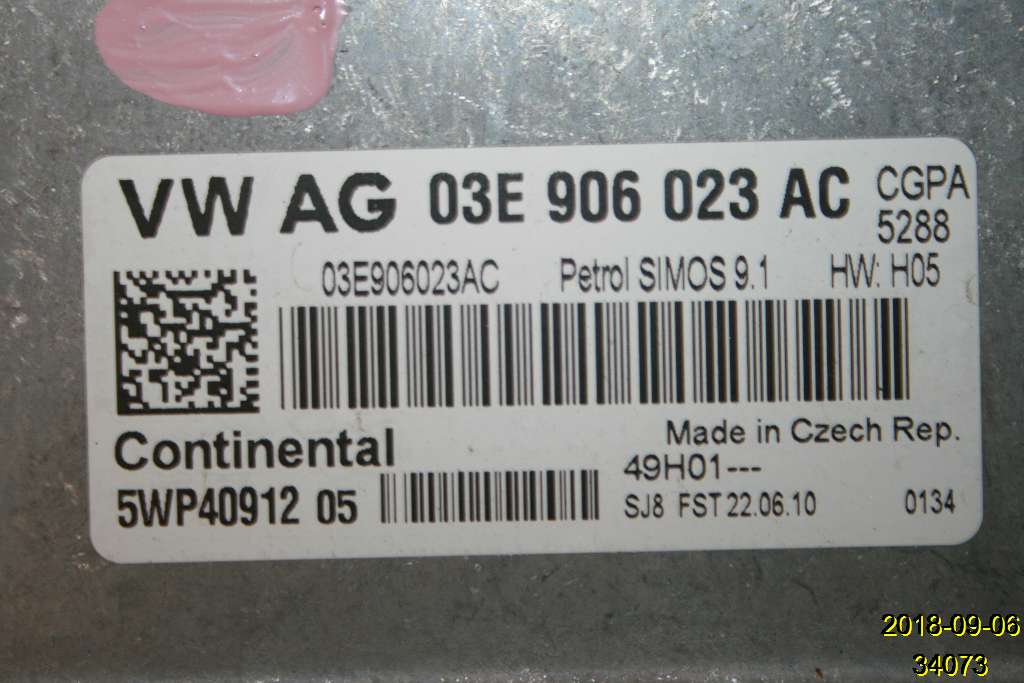 VW AG 03E 906 023 AC CGPA
5288
03E906023AC Petrol SIMOS 9.1 HW: H05
Continental Made in Czech Rep.
49H01---
5WP40912 05 SJ8 FST 22.06.10 0134
2018-09-06
34073